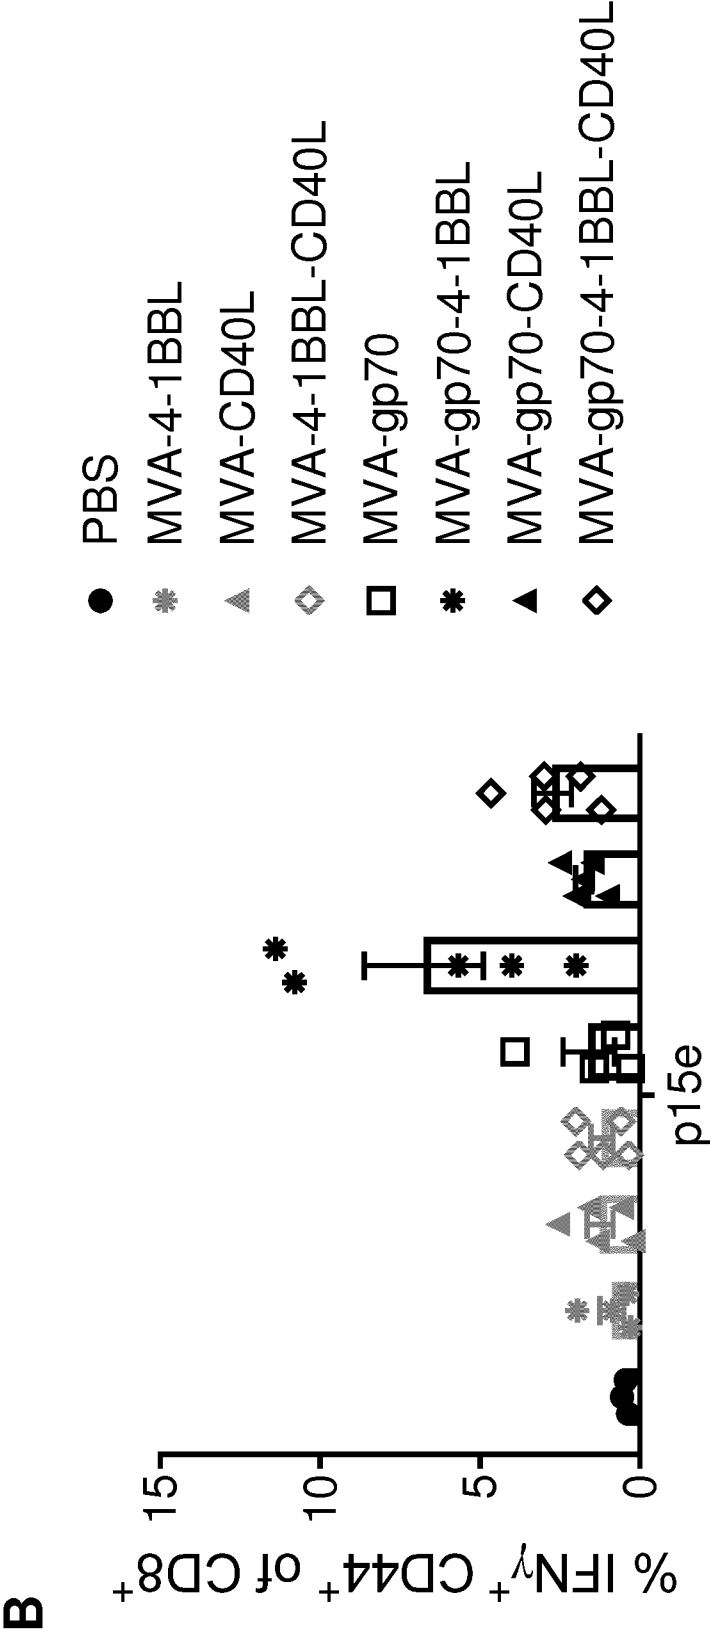 B
% IFNγ⁺ CD44⁺ of CD8⁺
15
10
5
0
p15e
PBS
MVA-4-1BBL
MVA-CD40L
MVA-4-1BBL-CD40L
MVA-gp70
MVA-gp70-4-1BBL
MVA-gp70-CD40L
MVA-gp70-4-1BBL-CD40L